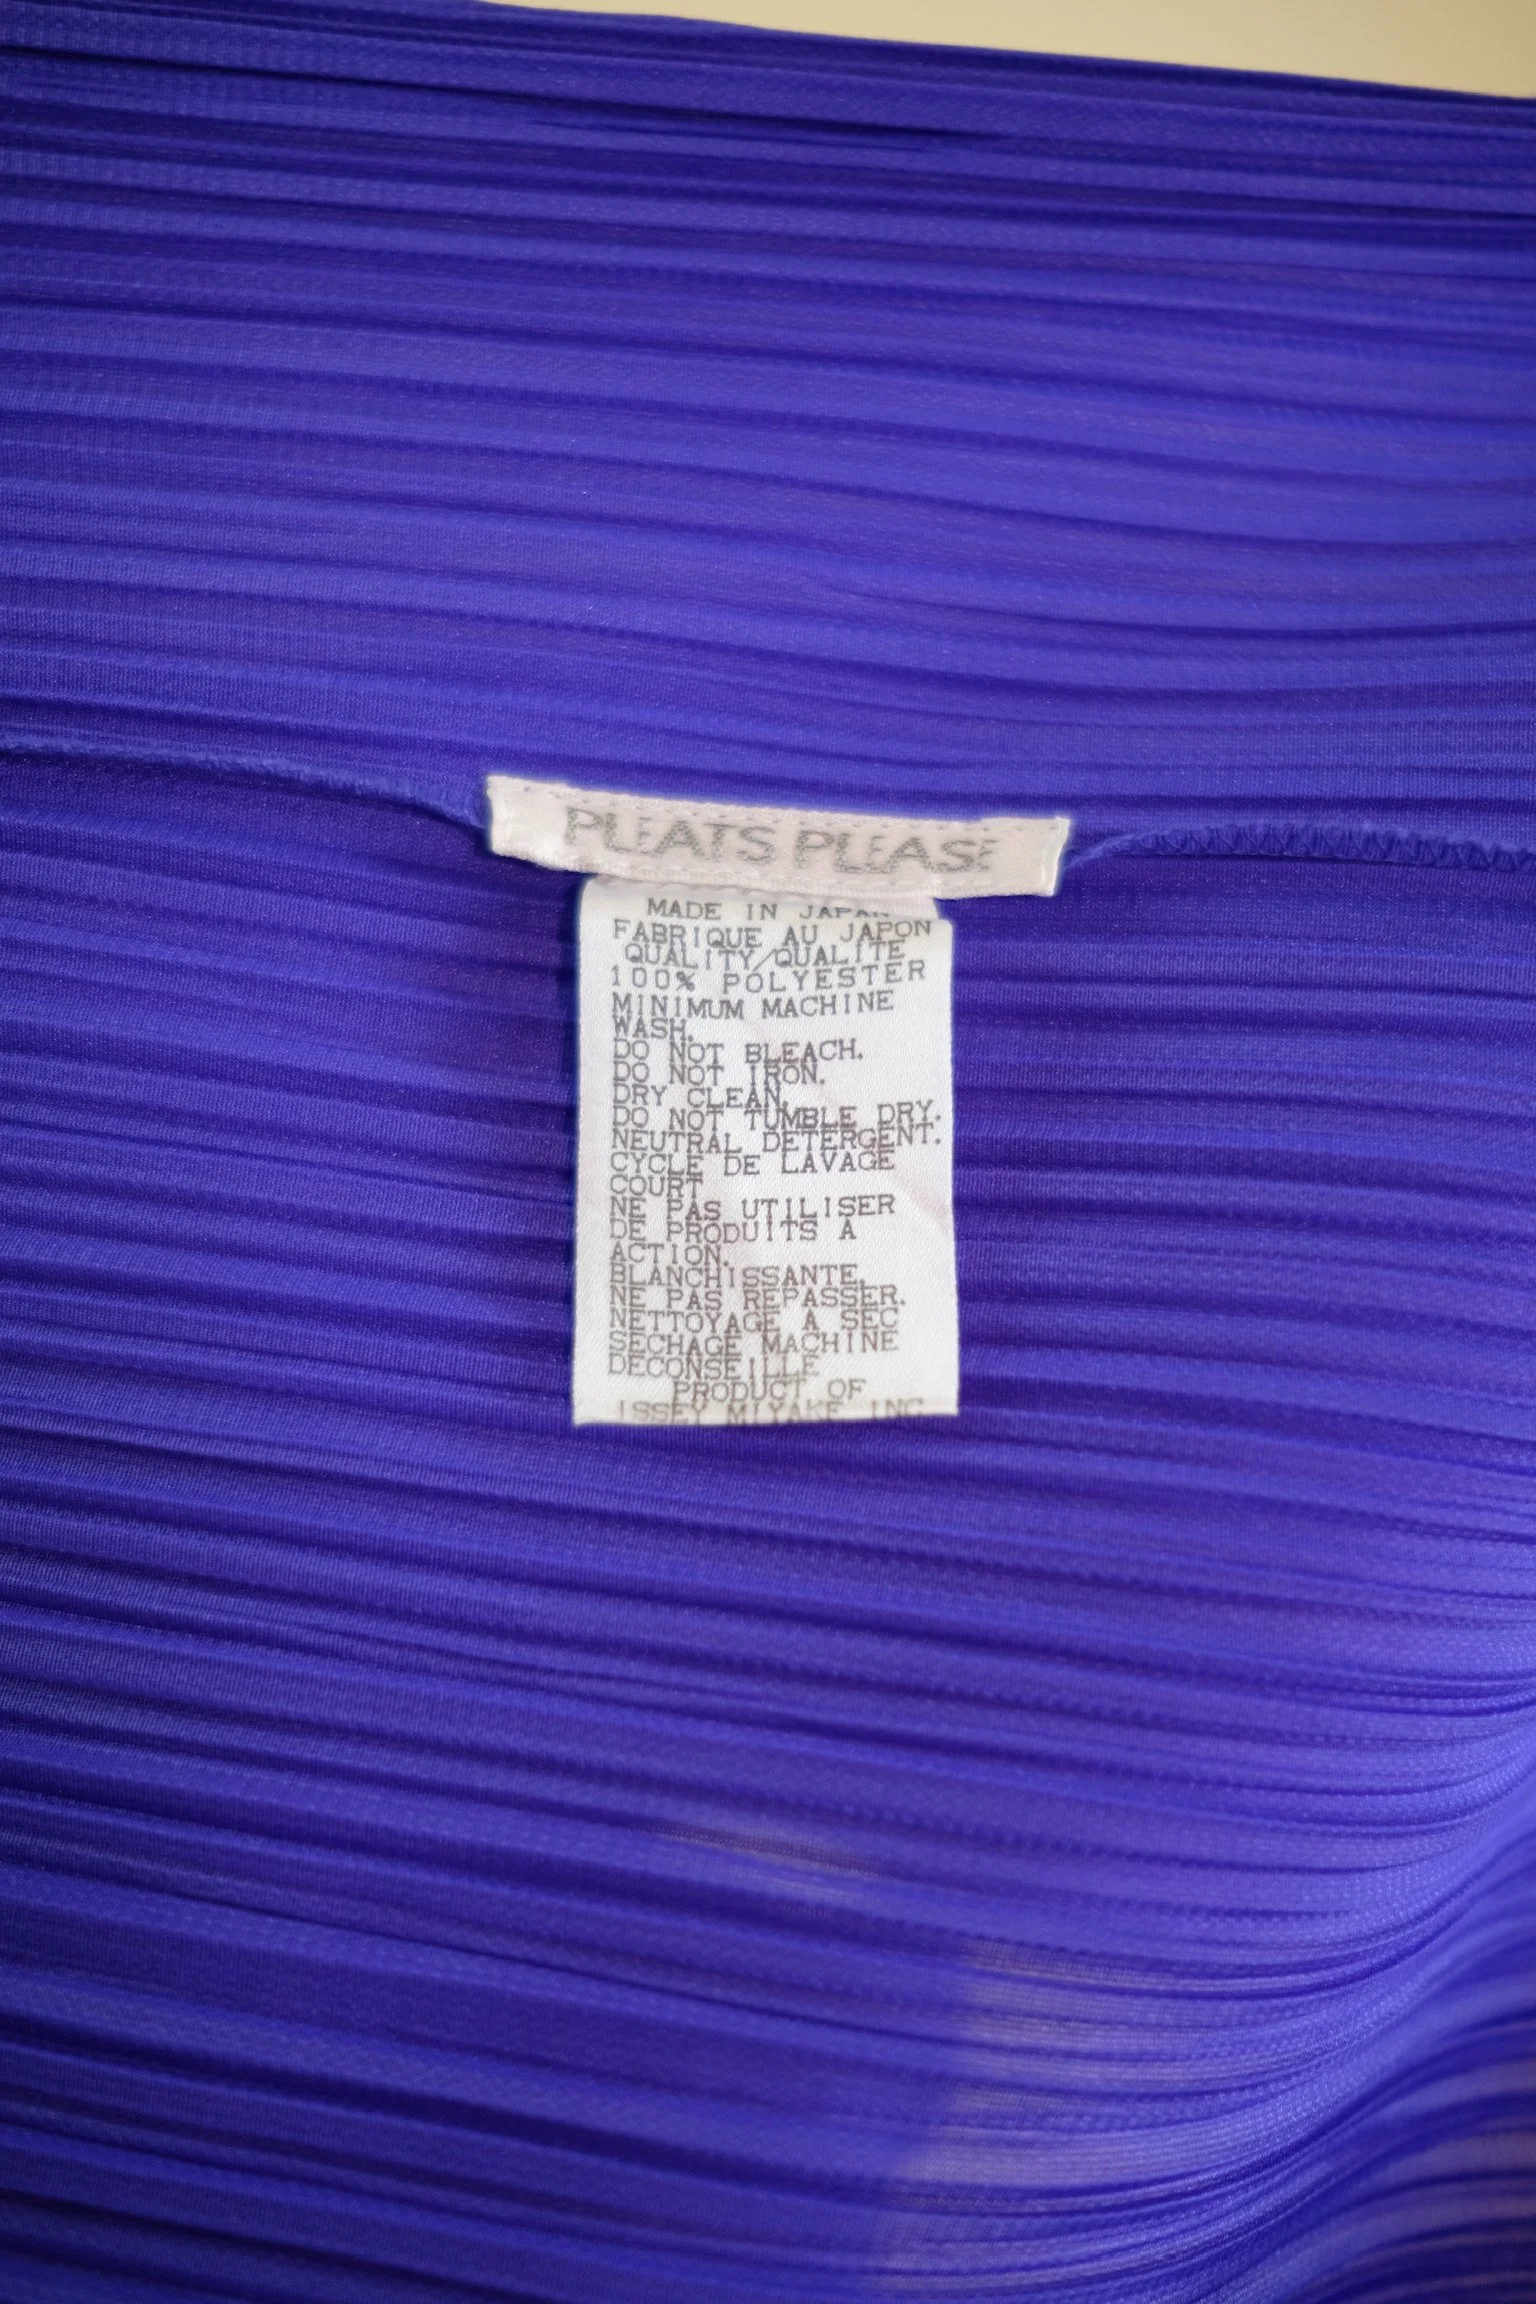 PLEATS PLEASE
MADE IN JAPAN
FABRIQUE AU JAPON
QUALITY/QUALITE
100% POLYESTER
MINIMUM MACHINE
WASH.
DO NOT BLEACH.
DO NOT IRON.
DRY CLEAN.
DO NOT TUMBLE DRY.
NEUTRAL DETERGENT.
CYCLE DE LAVAGE
COURT
NE PAS UTILISER
DE PRODUITS A
ACTION.
BLANCHISSANTE.
NE PAS REPASSER.
NETTOYAGE A SEC
SECHAGE MACHINE
DECONSEILLE
PRODUCT OF
ISSEY MIYAKE INC